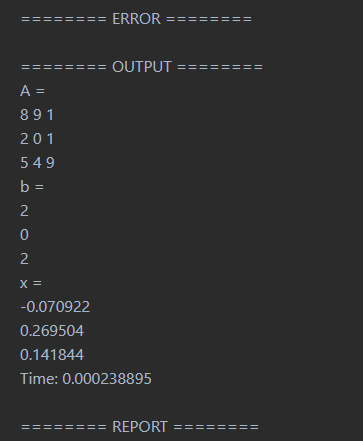 ======== ERROR ========
======== OUTPUT ========
A =
8 9 1
2 0 1
5 4 9
b =
2
0
2
x =
-0.070922
0.269504
0.141844
Time: 0.000238895
======== REPORT ========